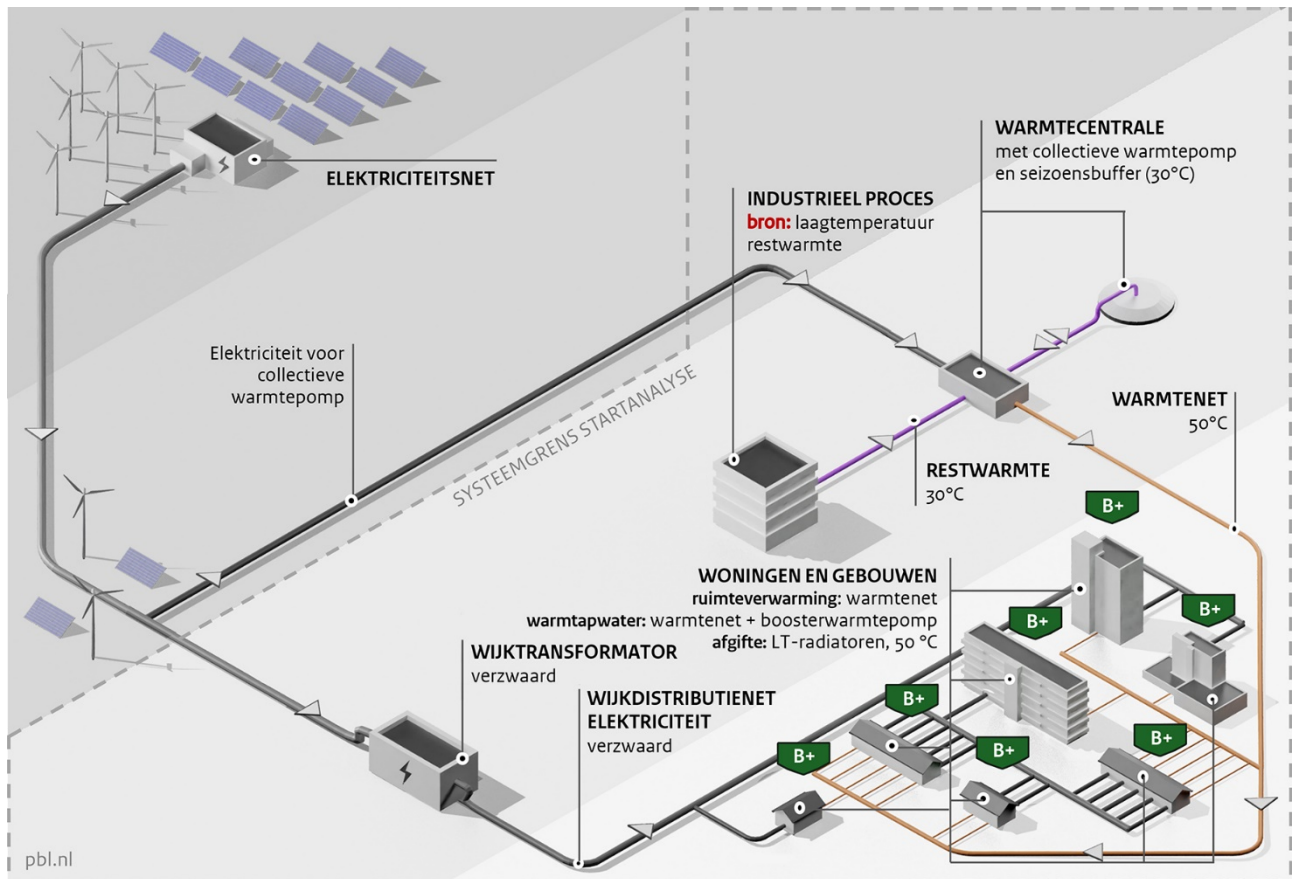 ELEKTRICITEITSNET
WARMTECENTRALE
met collectieve warmtepomp
en seizoensbuffer (30°C)
INDUSTRIEEL PROCES
bron: laagtemperatuur
restwarmte
Elektriciteit voor
collectieve
warmtepomp
SYSTEEMGRENS STARTANALYSE
WARMTENET
50°C
RESTWARMTE
30°C
B+
WONINGEN EN GEBOUWEN
ruimteverwarming: warmtenet
warmtapwater: warmtenet + boosterwarmtepomp
afgifte: LT-radiatoren, 50 °C
B+
B+
WIJKTRANSFORMATOR
verzwaard
WIJKDISTRIBUTIENET
ELEKTRICITEIT
verzwaard
B+
B+
B+
B+
pbl.nl